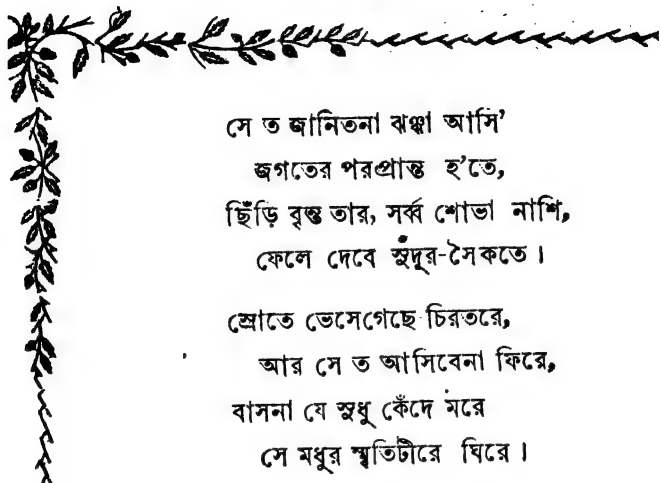 সে ত জানিতনা ঝঞ্ঝা আসি'
জগতের পরপ্রান্ত হ'তে,
ছিঁড়ি বৃন্ত তার, সর্ব্ব শোভা নাশি,
ফেলে দেবে সুঁদূর-সৈকতে।
স্রোতে ভেসেগেছে চিরতরে,
আর সে ত আসিবেনা ফিরে,
বাসনা যে সুধু কেঁদে মরে
সে মধুর স্মৃতিটীরে ঘিরে।